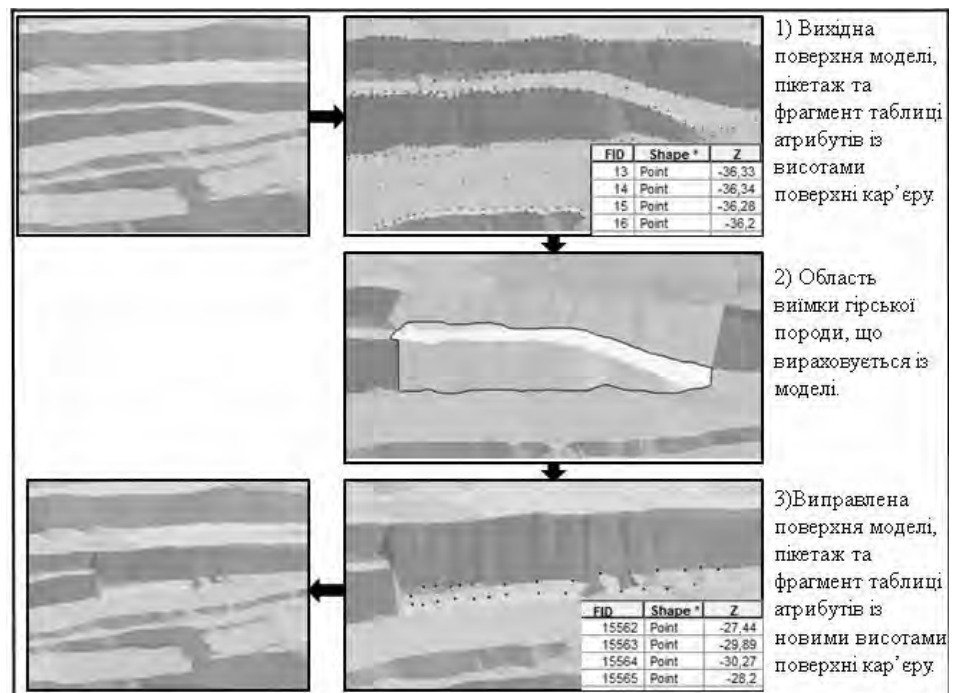 1) Вихідна
поверхня моделі,
пікетаж та
фрагмент таблиці
атрибутів із
висотами
поверхні кар’єру.
FID Shape * Z
13 Point -36,33
14 Point -36,34
15 Point -36,28
16 Point -36,2
2) Область
виїмки гірської
породи, що
вираховується із
моделі.
3)Виправлена
поверхня моделі,
пікетаж та
фрагмент таблиці
атрибутів із
новими висотами
поверхні кар’єру.
FID Shape * Z
15562 Point -27,44
15563 Point -29,89
15564 Point -30,27
15565 Point -28,2